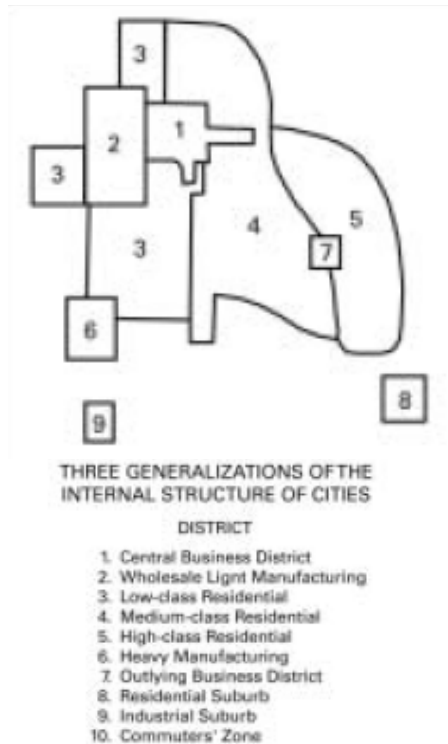 3
1
2
3
3
4
5
7
6
8
9
THREE GENERALIZATIONS OF THE
INTERNAL STRUCTURE OF CITIES
DISTRICT
1. Central Business District
2. Wholesale Lignt Manufacturing
3. Low-class Residential
4. Medium-class Residential
5. High-class Residential
6. Heavy Manufacturing
7. Outlying Business District
8. Residential Suburb
9. Industrial Suburb
10. Commuters' Zone